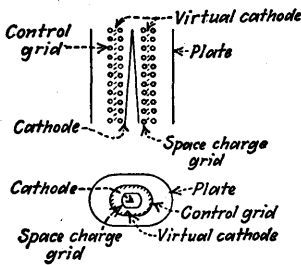 Virtual cathode
Control
grid
Plate
Cathode
Space charge
grid
Cathode
Plate
Control grid
Space charge
grid
Virtual cathode